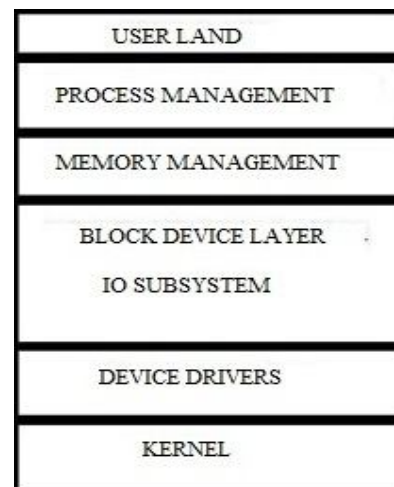 USER LAND
PROCESS MANAGEMENT
MEMORY MANAGEMENT
BLOCK DEVICE LAYER
IO SUBSYSTEM
DEVICE DRIVERS
KERNEL